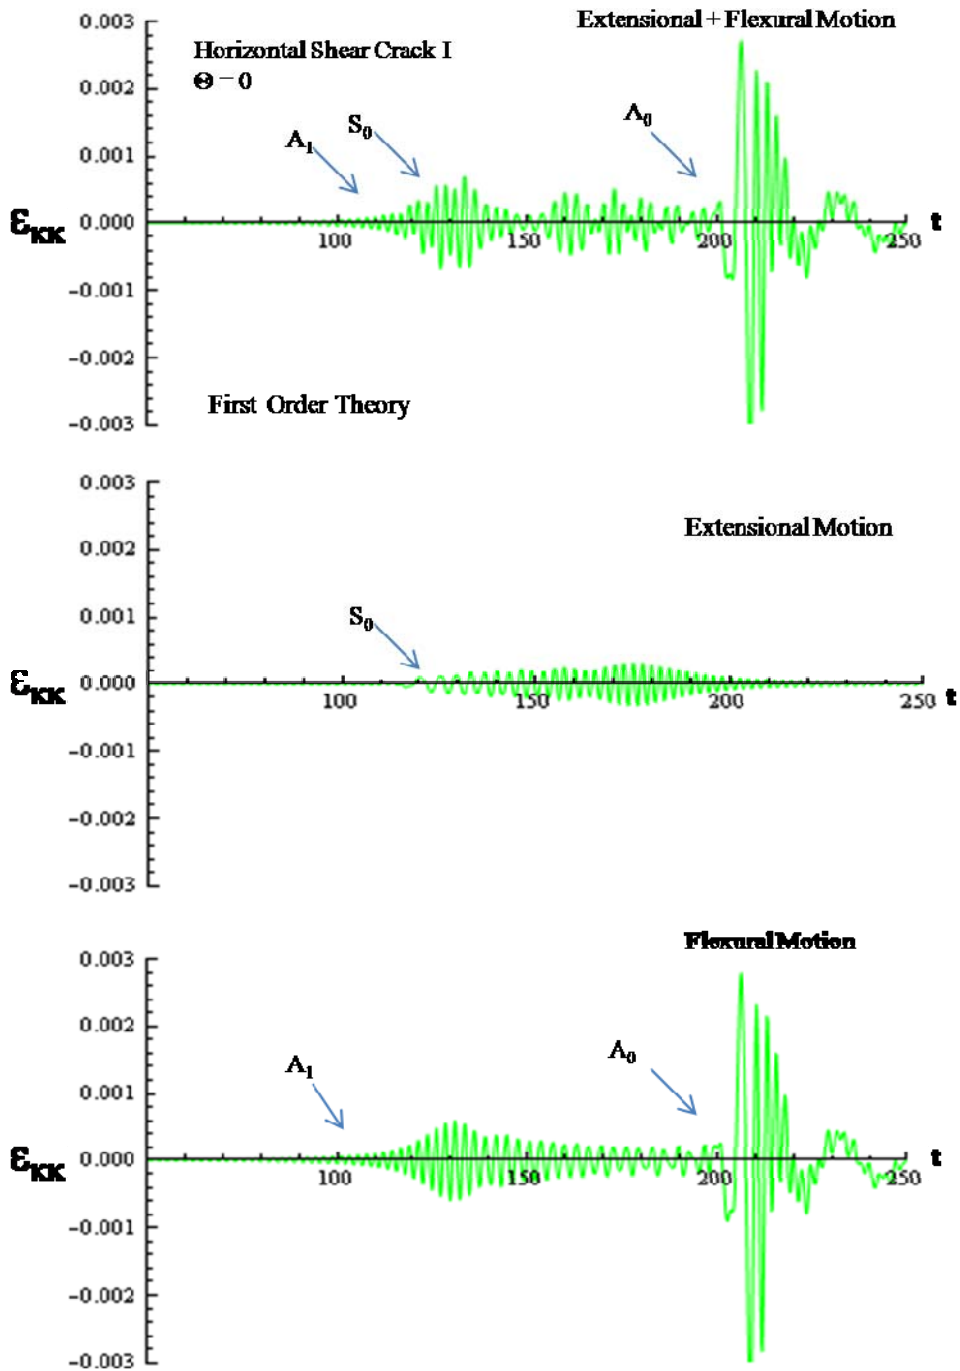 Extensional + Flexural Motion
0.003
Horizontal Shear Crack I
Θ = 0
0.002
A₁
S₀
A₀
0.001
εKK
0.000
100
150
200
250
t
-0.001
-0.002
First Order Theory
-0.003
0.003
Extensional Motion
0.002
0.001
S₀
εKK
0.000
100
150
200
250
t
-0.001
-0.002
-0.003
Flexural Motion
0.003
0.002
A₁
A₀
0.001
εKK
0.000
100
150
200
250
t
-0.001
-0.002
-0.003